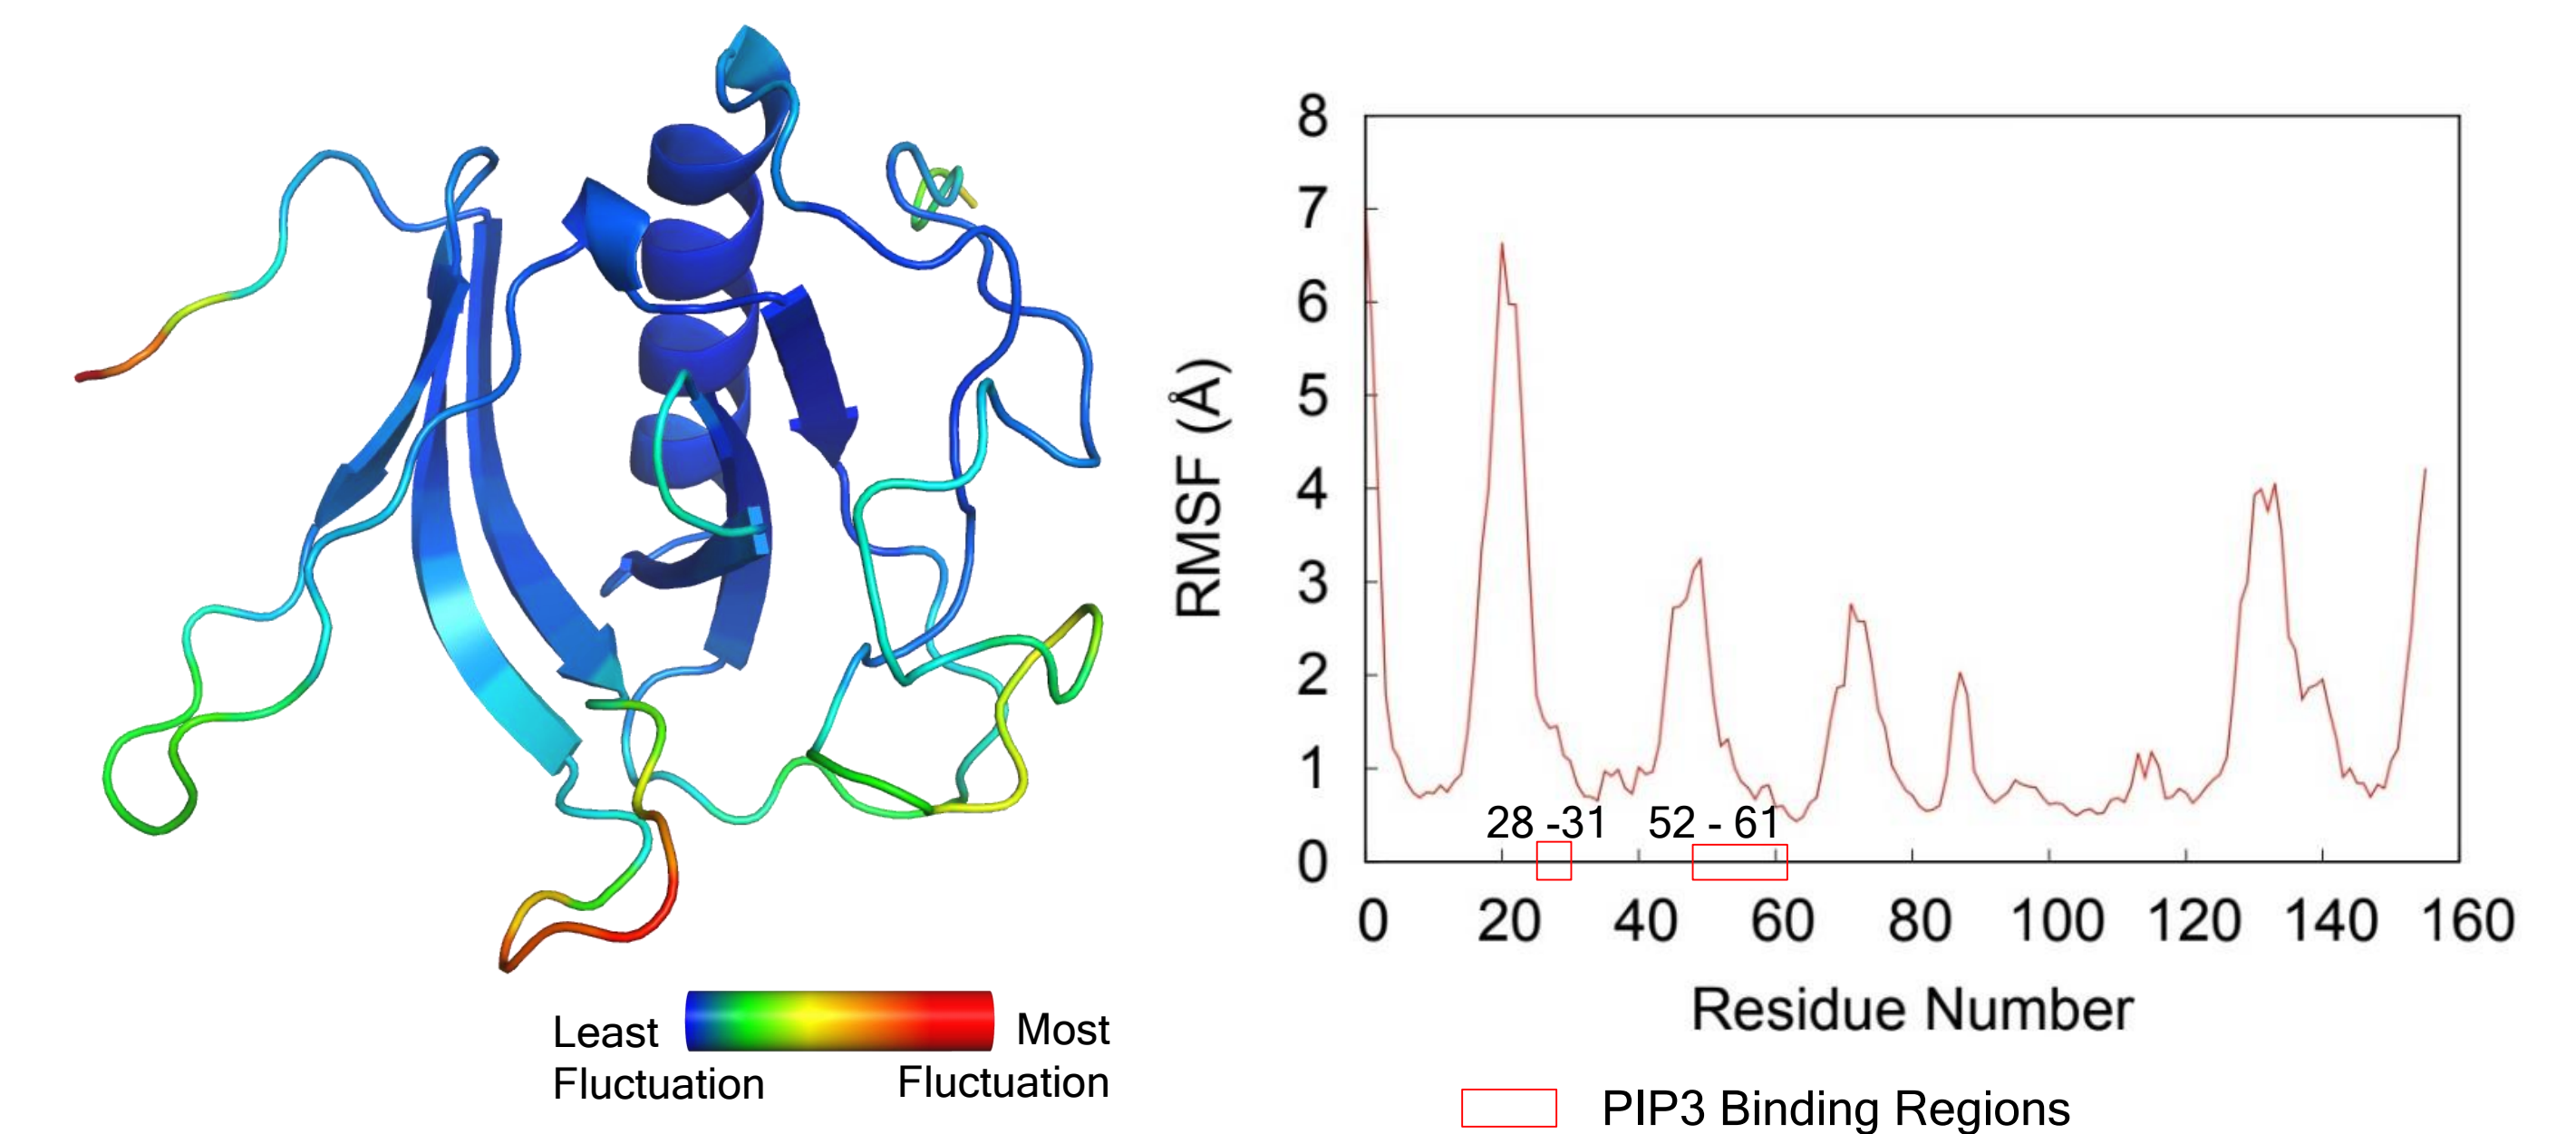 Least
Fluctuation
Most
Fluctuation
RMSF (Å)
8
7
6
5
4
3
2
1
0
28 -31
52 - 61
0 20 40 60 80 100 120 140 160
Residue Number
PIP3 Binding Regions